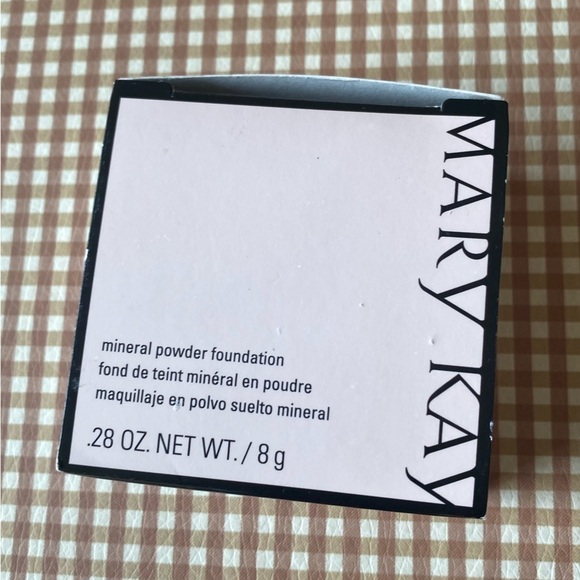 MARY KAY
mineral powder foundation
fond de teint minéral en poudre
maquillaje en polvo suelto mineral
.28 OZ. NET WT. / 8 g